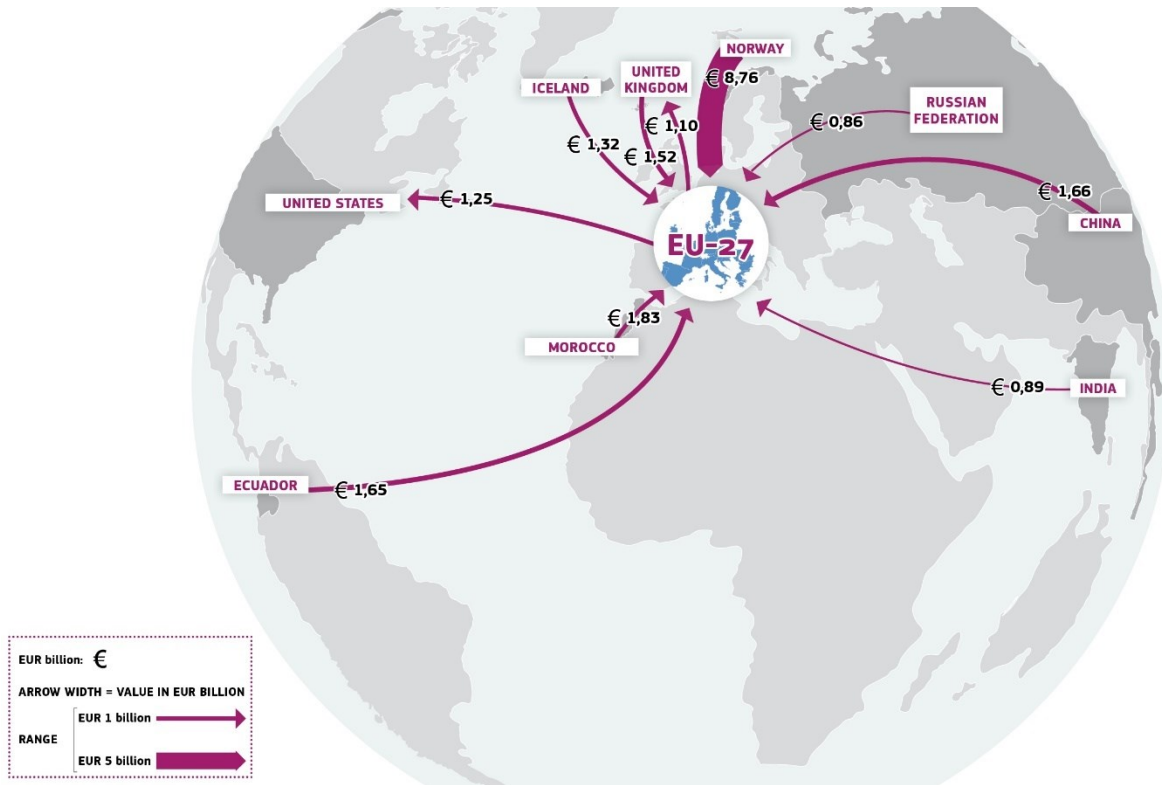 NORWAY
€ 8,76
UNITED
KINGDOM
€ 1,10
€ 1,52
ICELAND
€ 1,32
RUSSIAN
FEDERATION
€ 0,86
UNITED STATES
€ 1,25
€ 1,66
CHINA
EU-27
MOROCCO
€ 1,83
€ 0,89
INDIA
ECUADOR
€ 1,65
EUR billion: €
ARROW WIDTH = VALUE IN EUR BILLION
RANGE
EUR 1 billion
EUR 5 billion